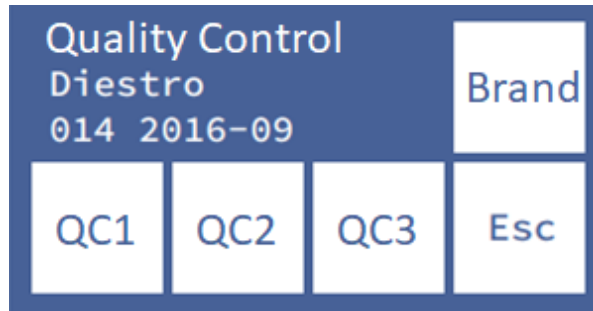 Quality Control
Diestro
014 2016-09
Brand
QC1 QC2 QC3 Esc